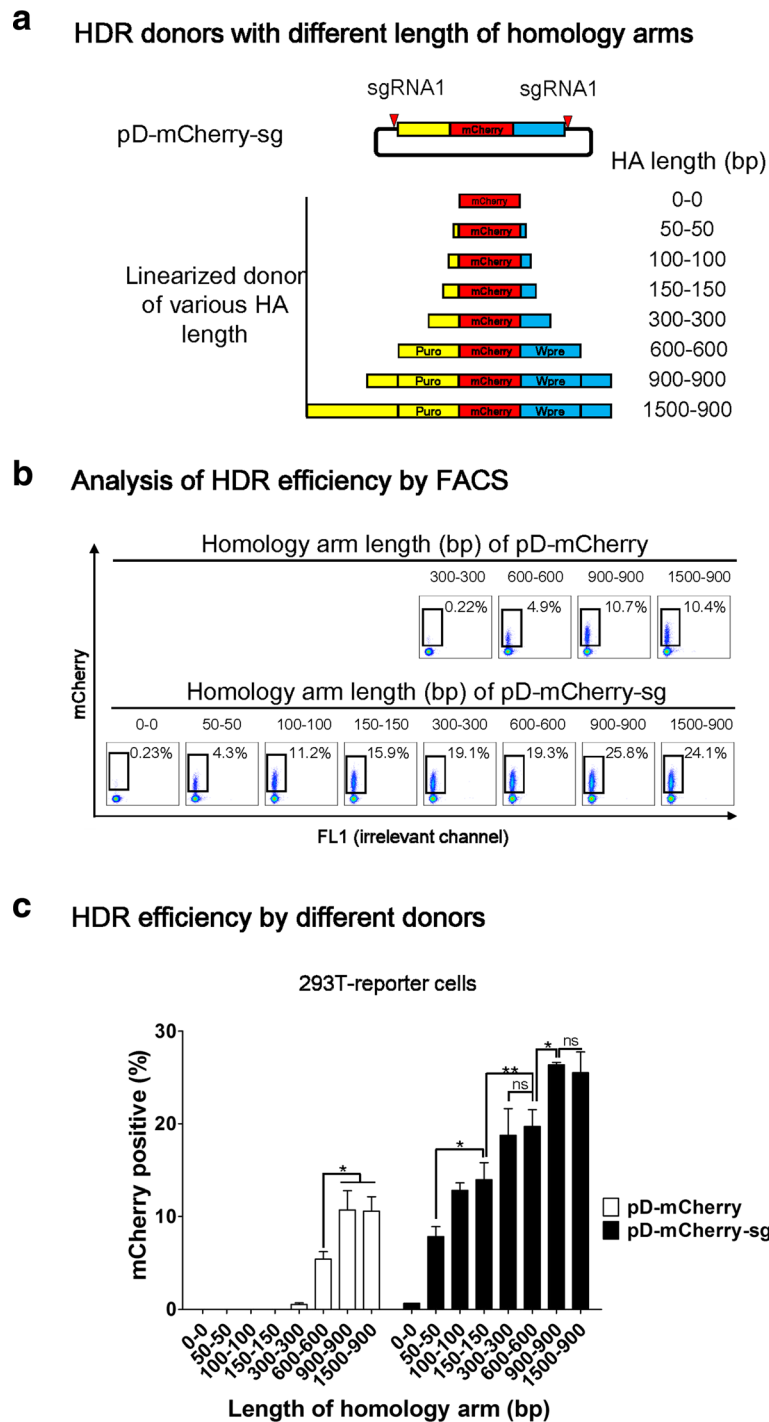 a HDR donors with different length of homology arms
sgRNA1 sgRNA1
pD-mCherry-sg
mCherry
HA length (bp)
mCherry 0-0
mCherry 50-50
mCherry 100-100
Linearized donor
of various HA
length
mCherry 150-150
mCherry 300-300
Puro mCherry Wpre 600-600
Puro mCherry Wpre 900-900
Puro mCherry Wpre 1500-900
b Analysis of HDR efficiency by FACS
Homology arm length (bp) of pD-mCherry
300-300 600-600 900-900 1500-900
0.22% 4.9% 10.7% 10.4%
mCherry
Homology arm length (bp) of pD-mCherry-sg
0-0 50-50 100-100 150-150 300-300 600-600 900-900 1500-900
0.23% 4.3% 11.2% 15.9% 19.1% 19.3% 25.8% 24.1%
FL1 (irrelevant channel)
c HDR efficiency by different donors
293T-reporter cells
mCherry positive (%)
30
20
10
0
* * ** ns * ns
pD-mCherry
pD-mCherry-sg
0-0 50-50 100-100 150-150 300-300 600-600 900-900 1500-900 0-0 50-50 100-100 150-150 300-300 600-600 900-900 1500-900
Length of homology arm (bp)